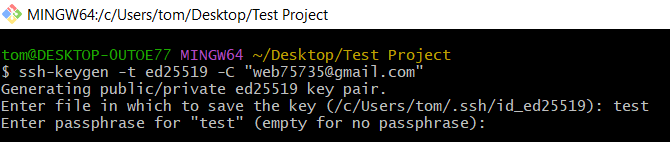 MINGW64:/c/Users/tom/Desktop/Test Project
tom@DESKTOP-OUTOE77 MINGW64 ~/Desktop/Test Project
$ ssh-keygen -t ed25519 -C "web75735@gmail.com"
Generating public/private ed25519 key pair.
Enter file in which to save the key (/c/Users/tom/.ssh/id_ed25519): test
Enter passphrase for "test" (empty for no passphrase):